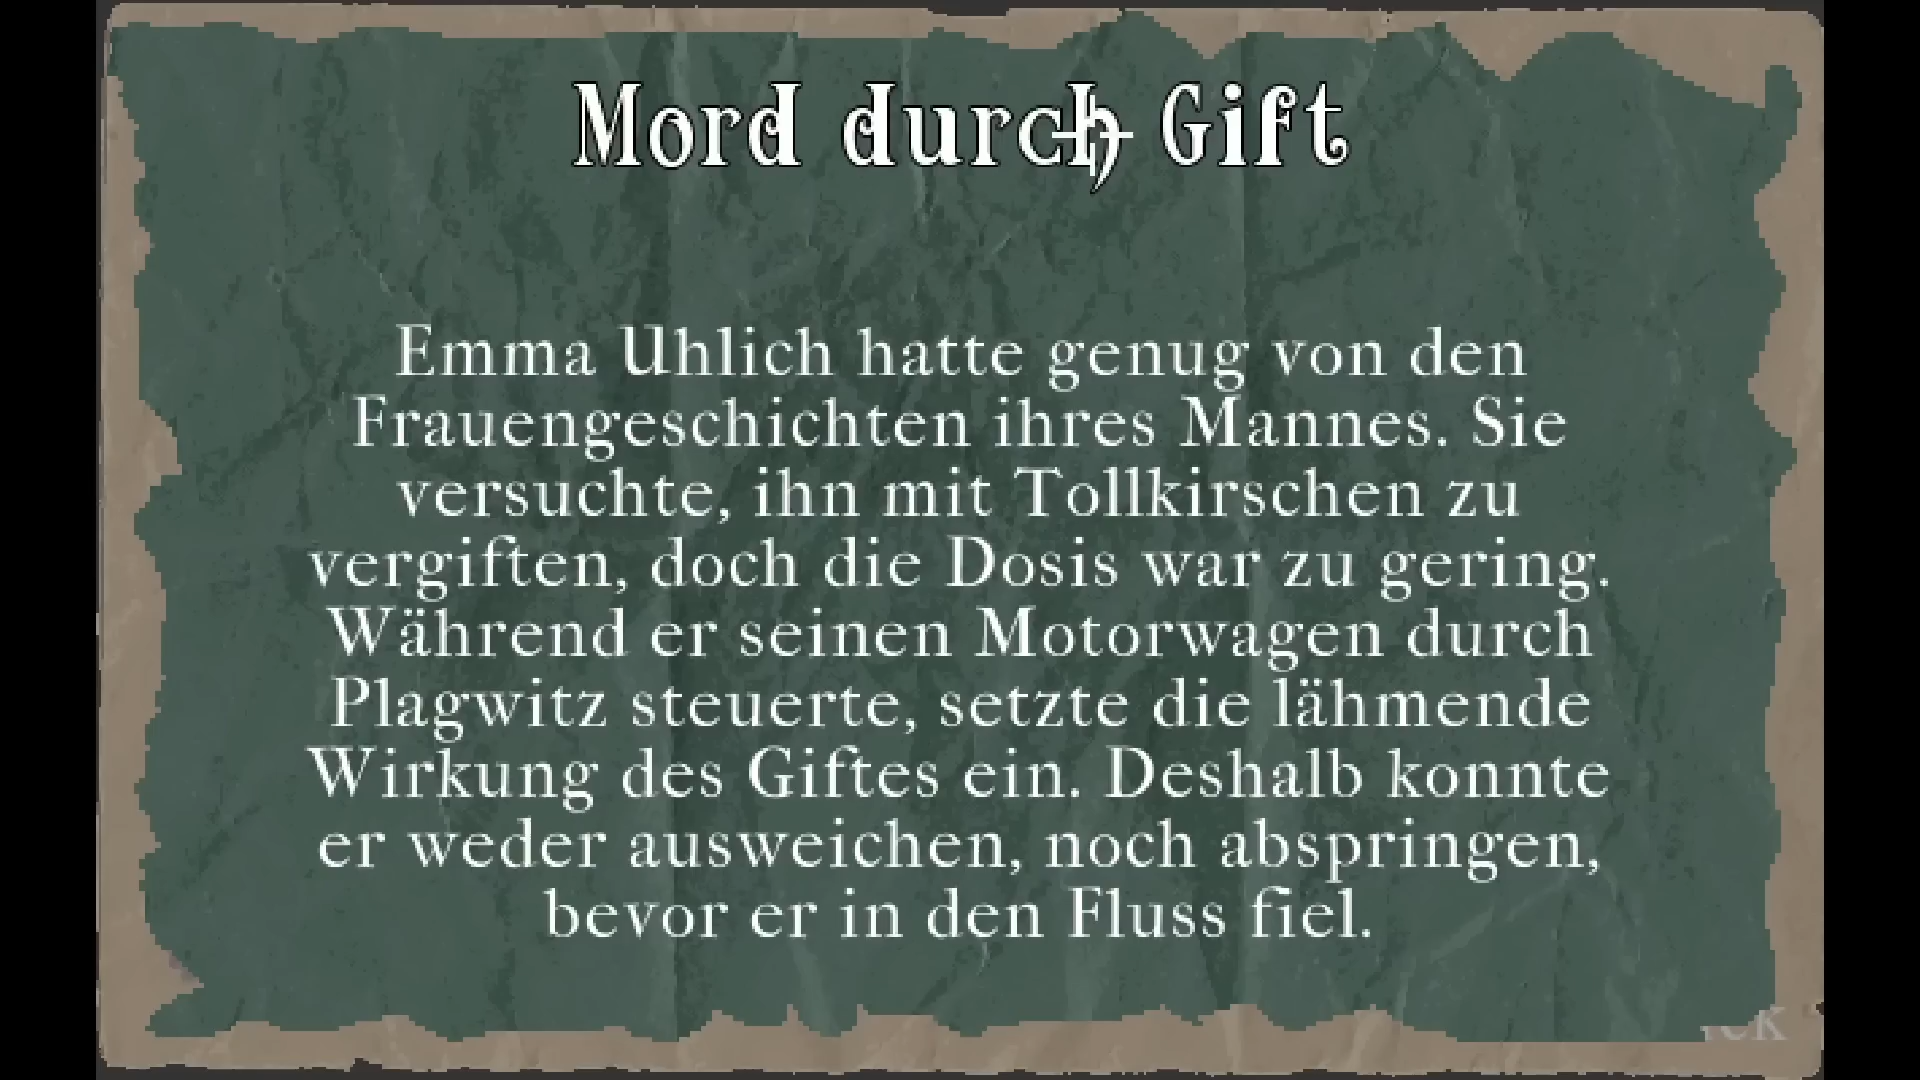 Mord durch Gift
Emma Uhlich hatte genug von den
Frauengeschichten ihres Mannes. Sie
versuchte, ihn mit Tollkirschen zu
vergiften, doch die Dosis war zu gering.
Während er seinen Motorwagen durch
Plagwitz steuerte, setzte die lähmende
Wirkung des Giftes ein. Deshalb konnte
er weder ausweichen, noch abspringen,
bevor er in den Fluss fiel.